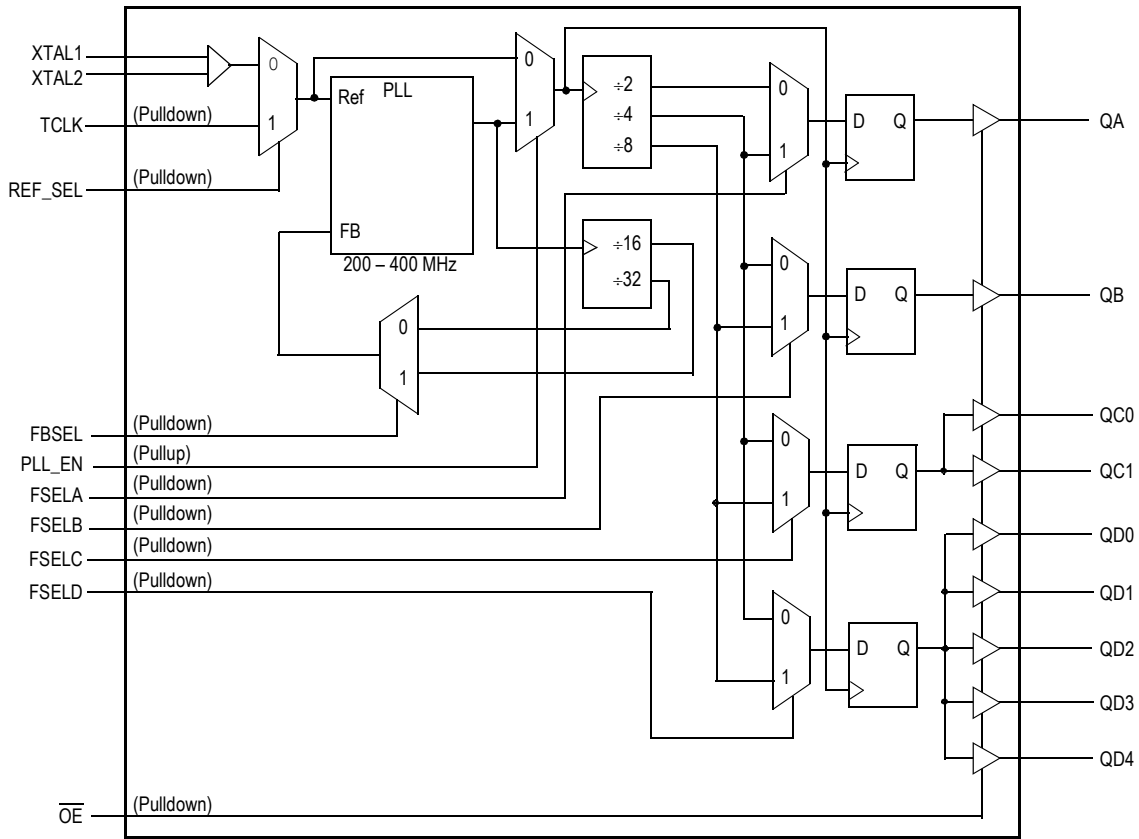 XTAL1
XTAL2
TCLK
REF_SEL
(Pulldown)
(Pulldown)
0
1
Ref
PLL
FB
200 – 400 MHz
0
1
÷2
÷4
÷8
÷16
÷32
0
1
0
1
D
Q
QA
0
1
D
Q
QB
FBSEL
(Pulldown)
PLL_EN
(Pullup)
FSELA
(Pulldown)
FSELB
(Pulldown)
FSELC
(Pulldown)
FSELD
(Pulldown)
0
1
D
Q
QC0
QC1
0
1
D
Q
QD0
QD1
QD2
QD3
QD4
OE
(Pulldown)